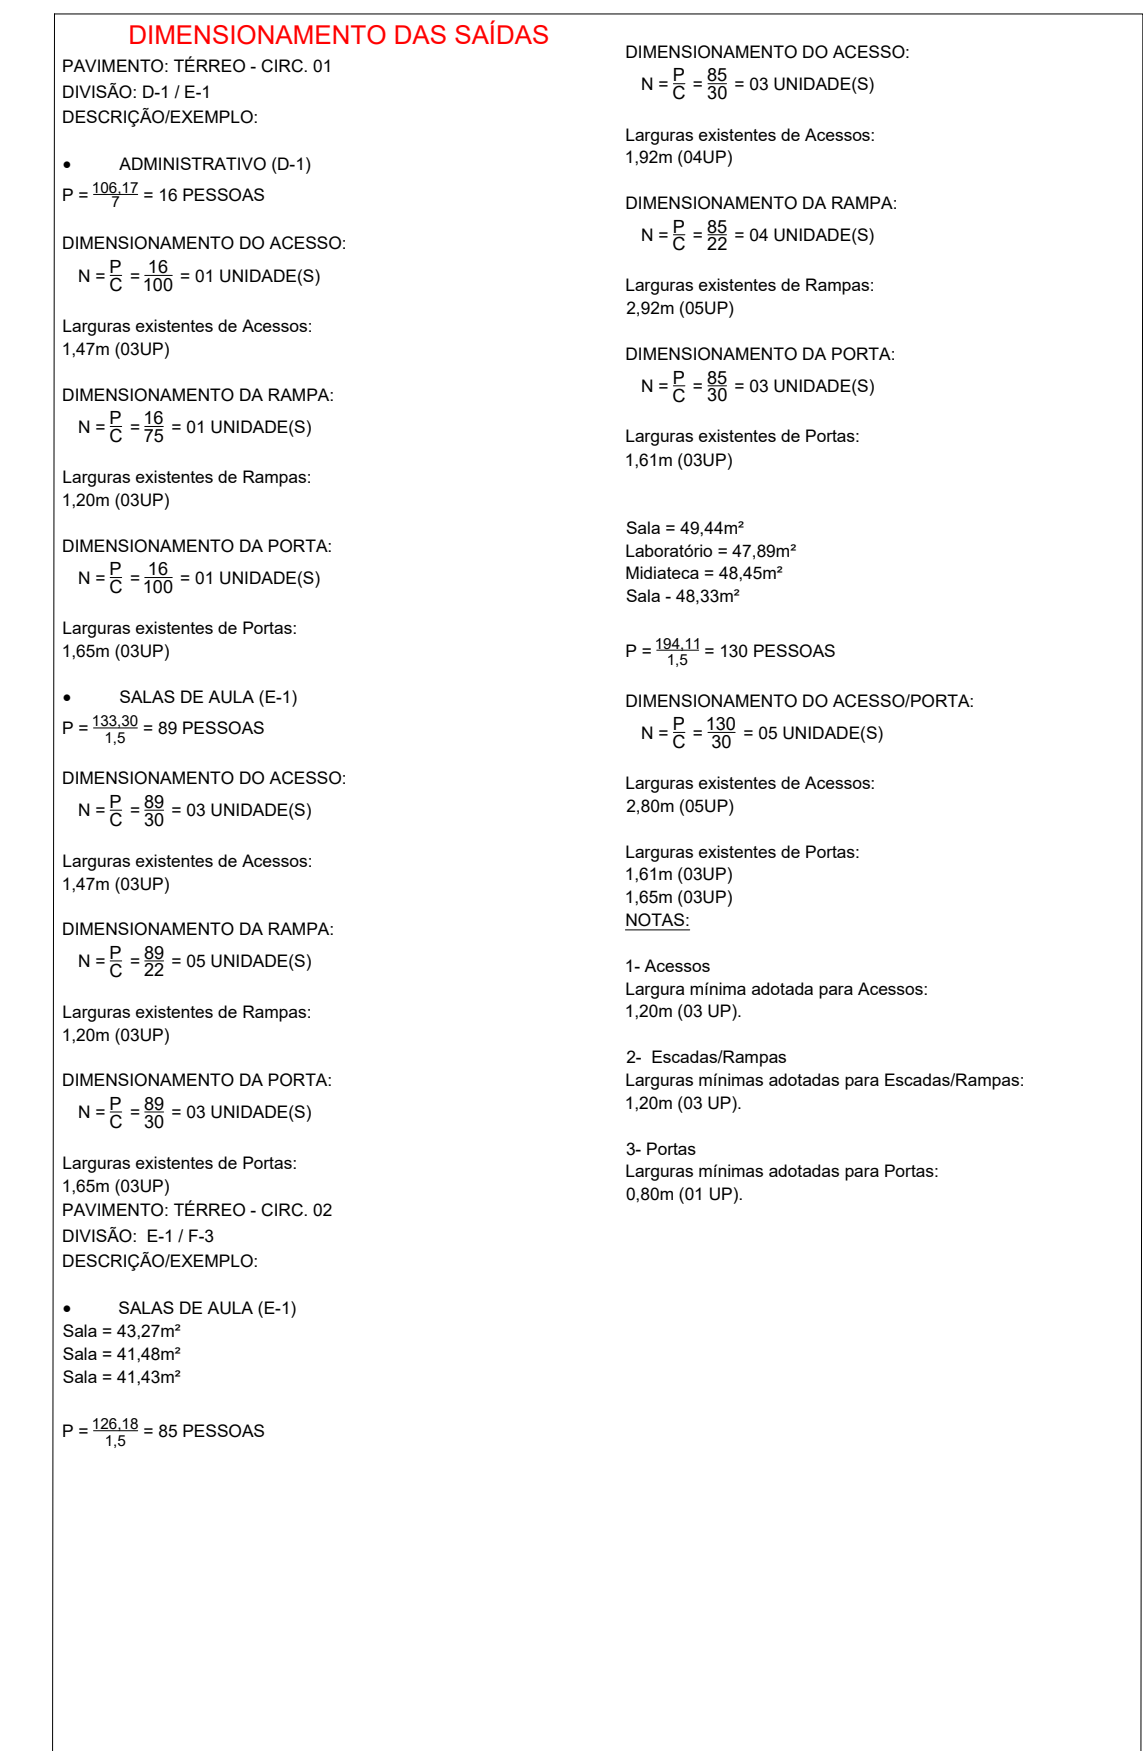 DIMENSIONAMENTO DAS SAÍDAS
PAVIMENTO: TÉRREO - CIRC. 01
DIVISÃO: D-1 / E-1
DESCRIÇÃO/EXEMPLO:
• ADMINISTRATIVO (D-1)
P = 106,17/7 = 16 PESSOAS
DIMENSIONAMENTO DO ACESSO:
N = P/C = 16/100 = 01 UNIDADE(S)
Larguras existentes de Acessos:
1,47m (03UP)
DIMENSIONAMENTO DA RAMPA:
N = P/C = 16/75 = 01 UNIDADE(S)
Larguras existentes de Rampas:
1,20m (03UP)
DIMENSIONAMENTO DA PORTA:
N = P/C = 16/100 = 01 UNIDADE(S)
Larguras existentes de Portas:
1,65m (03UP)
• SALAS DE AULA (E-1)
P = 133,30/1,5 = 89 PESSOAS
DIMENSIONAMENTO DO ACESSO:
N = P/C = 89/30 = 03 UNIDADE(S)
Larguras existentes de Acessos:
1,47m (03UP)
DIMENSIONAMENTO DA RAMPA:
N = P/C = 89/22 = 05 UNIDADE(S)
Larguras existentes de Rampas:
1,20m (03UP)
DIMENSIONAMENTO DA PORTA:
N = P/C = 89/30 = 03 UNIDADE(S)
Larguras existentes de Portas:
1,65m (03UP)
PAVIMENTO: TÉRREO - CIRC. 02
DIVISÃO: E-1 / F-3
DESCRIÇÃO/EXEMPLO:
• SALAS DE AULA (E-1)
Sala = 43,27m²
Sala = 41,48m²
Sala = 41,43m²
P = 126,18/1,5 = 85 PESSOAS
DIMENSIONAMENTO DO ACESSO:
N = P/C = 85/30 = 03 UNIDADE(S)
Larguras existentes de Acessos:
1,92m (04UP)
DIMENSIONAMENTO DA RAMPA:
N = P/C = 85/22 = 04 UNIDADE(S)
Larguras existentes de Rampas:
2,92m (05UP)
DIMENSIONAMENTO DA PORTA:
N = P/C = 85/30 = 03 UNIDADE(S)
Larguras existentes de Portas:
1,61m (03UP)
Sala = 49,44m²
Laboratório = 47,89m²
Midiateca = 48,45m²
Sala - 48,33m²
P = 194,11/1,5 = 130 PESSOAS
DIMENSIONAMENTO DO ACESSO/PORTA:
N = P/C = 130/30 = 05 UNIDADE(S)
Larguras existentes de Acessos:
2,80m (05UP)
Larguras existentes de Portas:
1,61m (03UP)
1,65m (03UP)
NOTAS:
1- Acessos
Largura mínima adotada para Acessos:
1,20m (03 UP).
2- Escadas/Rampas
Larguras mínimas adotadas para Escadas/Rampas:
1,20m (03 UP).
3- Portas
Larguras mínimas adotadas para Portas:
0,80m (01 UP).